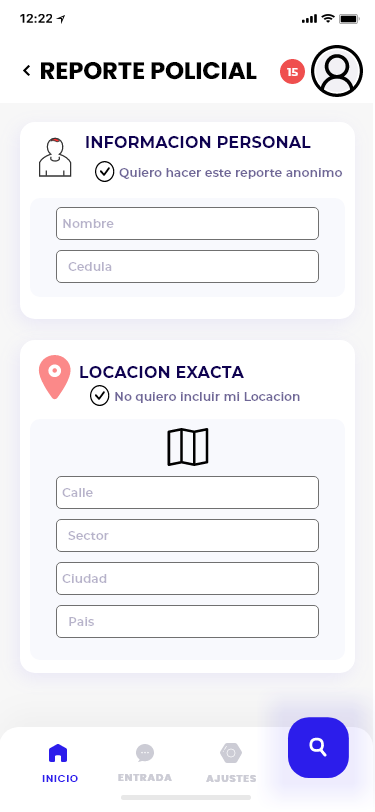 12:22
REPORTE POLICIAL
15
INFORMACION PERSONAL
Quiero hacer este reporte anonimo
Nombre
Cedula
LOCACION EXACTA
No quiero incluir mi Locacion
Calle
Sector
Ciudad
Pais
INICIO
ENTRADA
AJUSTES